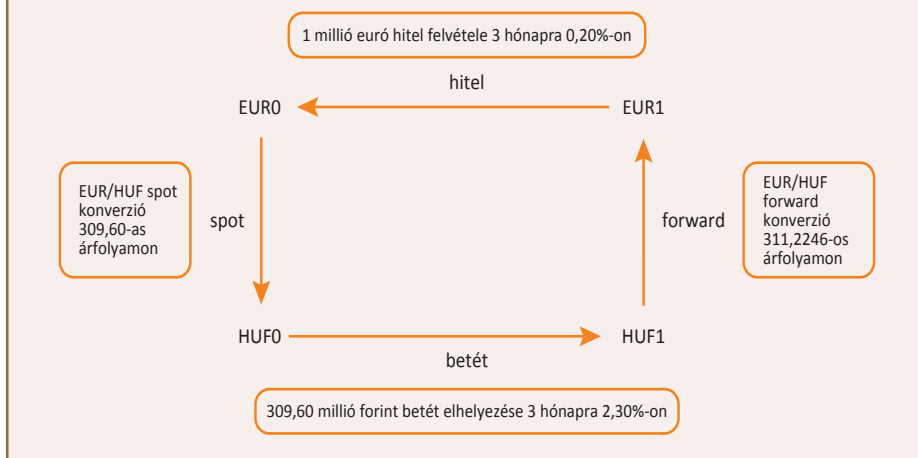 1 millió euró hitel felvétele 3 hónapra 0,20%-on
hitel
EUR0
EUR1
EUR/HUF spot
konverzió
309,60-as
árfolyamon
spot
forward
EUR/HUF
forward
konverzió
311,2246-os
árfolyamon
HUF0
HUF1
betét
309,60 millió forint betét elhelyezése 3 hónapra 2,30%-on